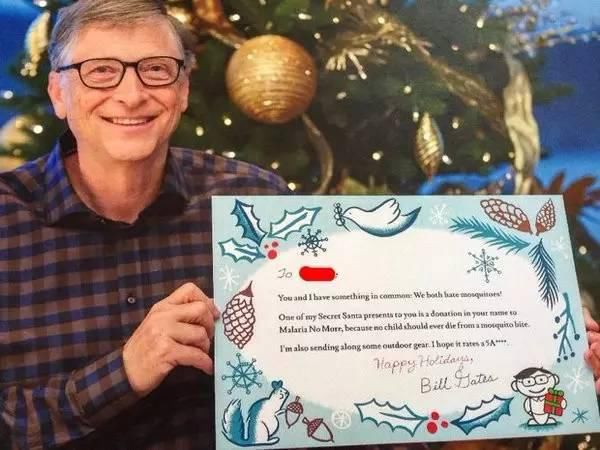 To
You and I have something in common: We both hate mosquitoes!
One of my Secret Santa presents to you is a donation in your name to
Malaria No More, because no child should ever die from a mosquito bite.
I'm also sending along some outdoor gear. I hope it rates a 5A****.
Happy Holidays,
Bill Gates